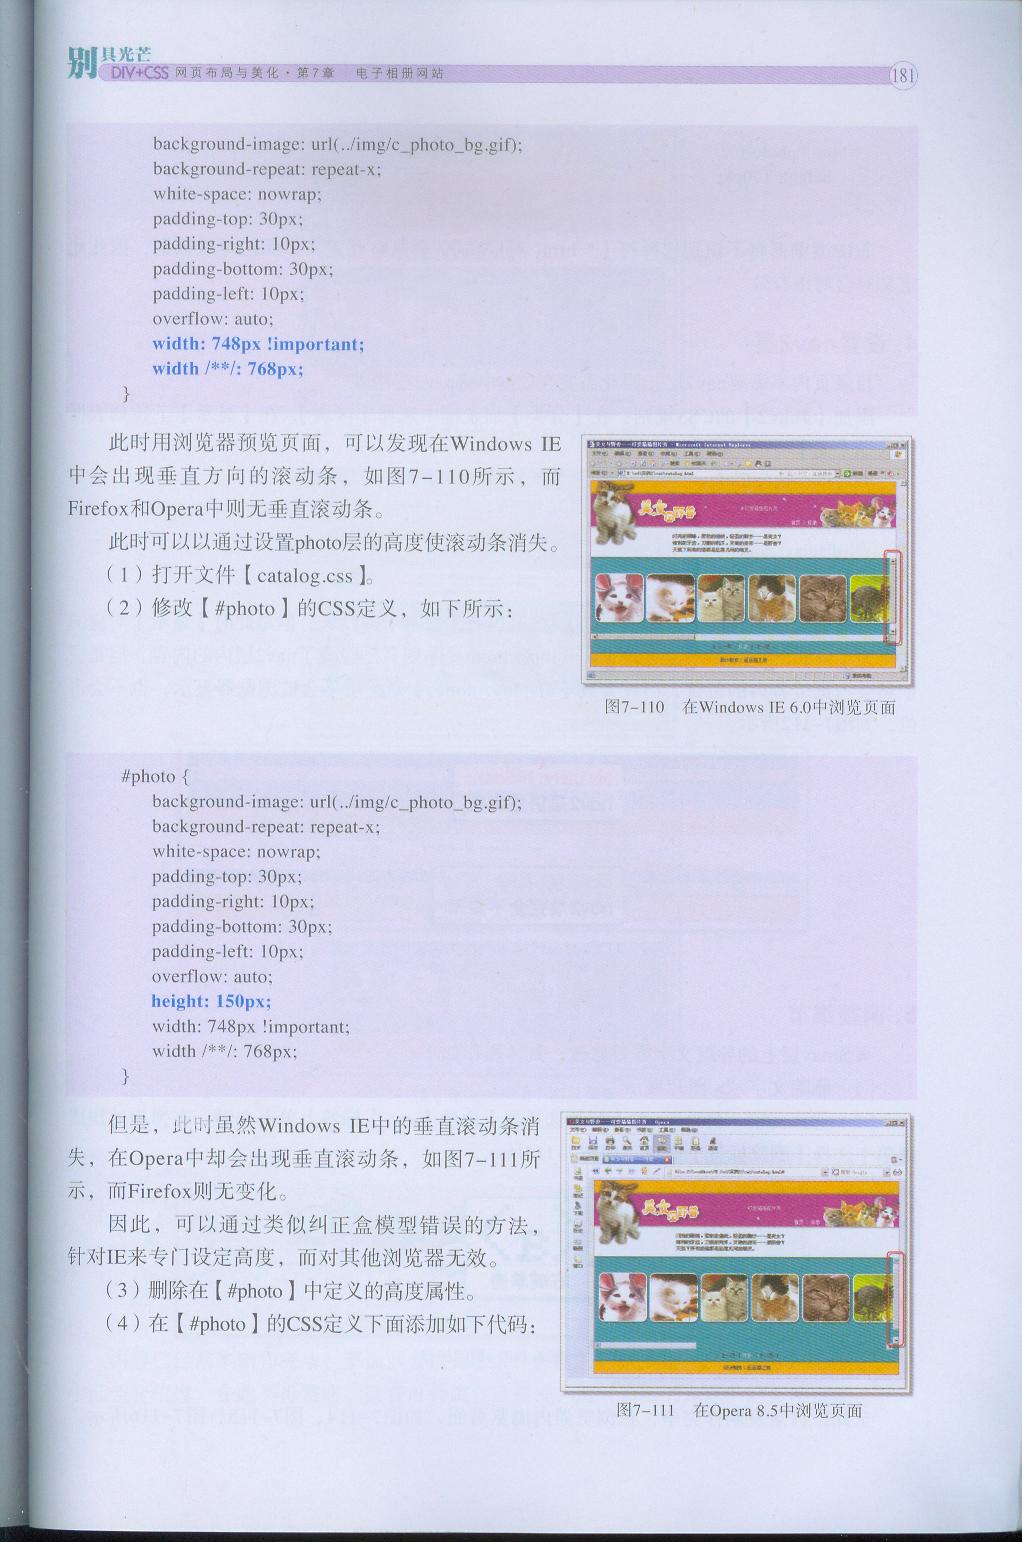 别具光芒
DIV+CSS 网页布局与美化·第7章 电子相册网站
181
background-image: url(../img/c_photo_bg.gif);
background-repeat: repeat-x;
white-space: nowrap;
padding-top: 30px;
padding-right: 10px;
padding-bottom: 30px;
padding-left: 10px;
overflow: auto;
width: 748px !important;
width /**/: 768px;
}
此时用浏览器预览页面，可以发现在Windows IE
中会出现垂直方向的滚动条，如图7-110所示，而
Firefox和Opera中则无垂直滚动条。
此时可以以通过设置photo层的高度使滚动条消失。
（1）打开文件【catalog.css】。
（2）修改【#photo】的CSS定义，如下所示：
美女与野兽
图7-110 在Windows IE 6.0中浏览页面
#photo {
background-image: url(../img/c_photo_bg.gif);
background-repeat: repeat-x;
white-space: nowrap;
padding-top: 30px;
padding-right: 10px;
padding-bottom: 30px;
padding-left: 10px;
overflow: auto;
height: 150px;
width: 748px !important;
width /**/: 768px;
}
但是，此时虽然Windows IE中的垂直滚动条消
失，在Opera中却会出现垂直滚动条，如图7-111所
示，而Firefox则无变化。
因此，可以通过类似纠正盒模型错误的方法，
针对IE来专门设定高度，而对其他浏览器无效。
（3）删除在【#photo】中定义的高度属性。
（4）在【#photo】的CSS定义下面添加如下代码：
美女与野兽
图7-111 在Opera 8.5中浏览页面